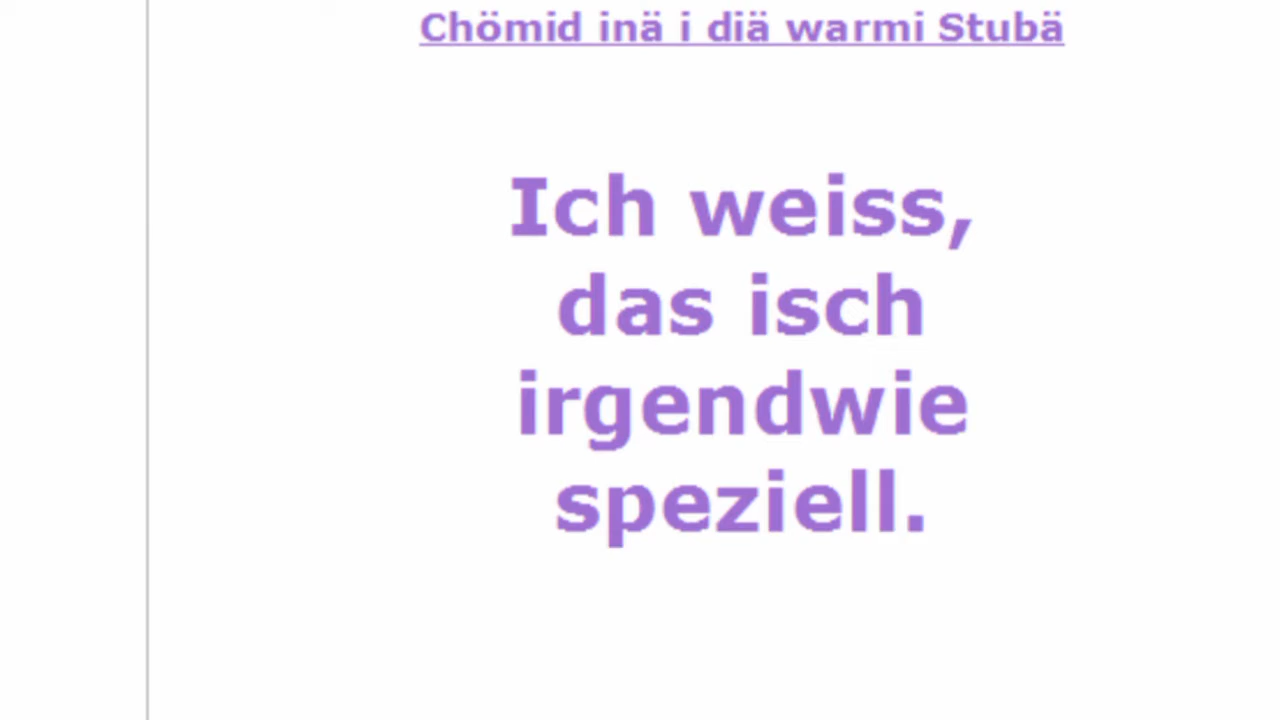 Chömid inä i diä warmi Stubä
Ich weiss,
das isch
irgendwie
speziell.